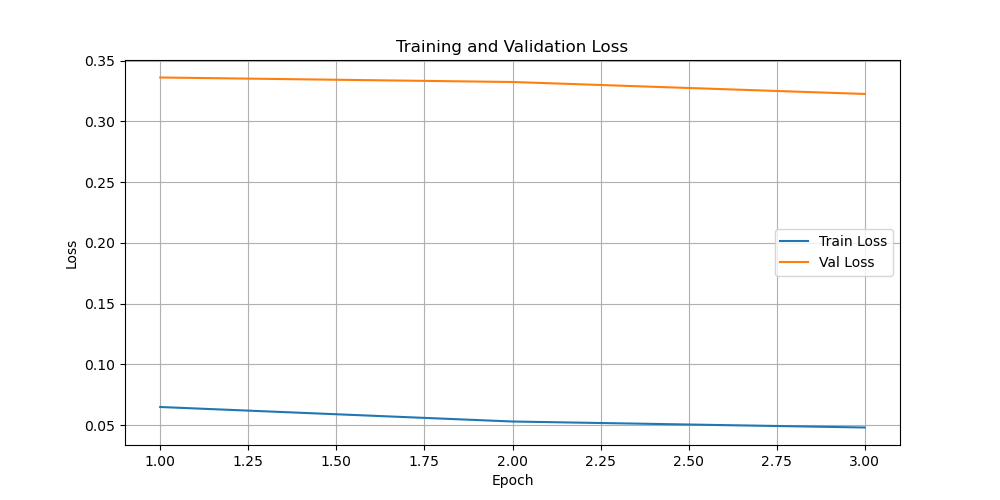 Training and Validation Loss
0.35
0.30
0.25
0.20
0.15
0.10
0.05
Loss
Train Loss
Val Loss
1.00 1.25 1.50 1.75 2.00 2.25 2.50 2.75 3.00
Epoch